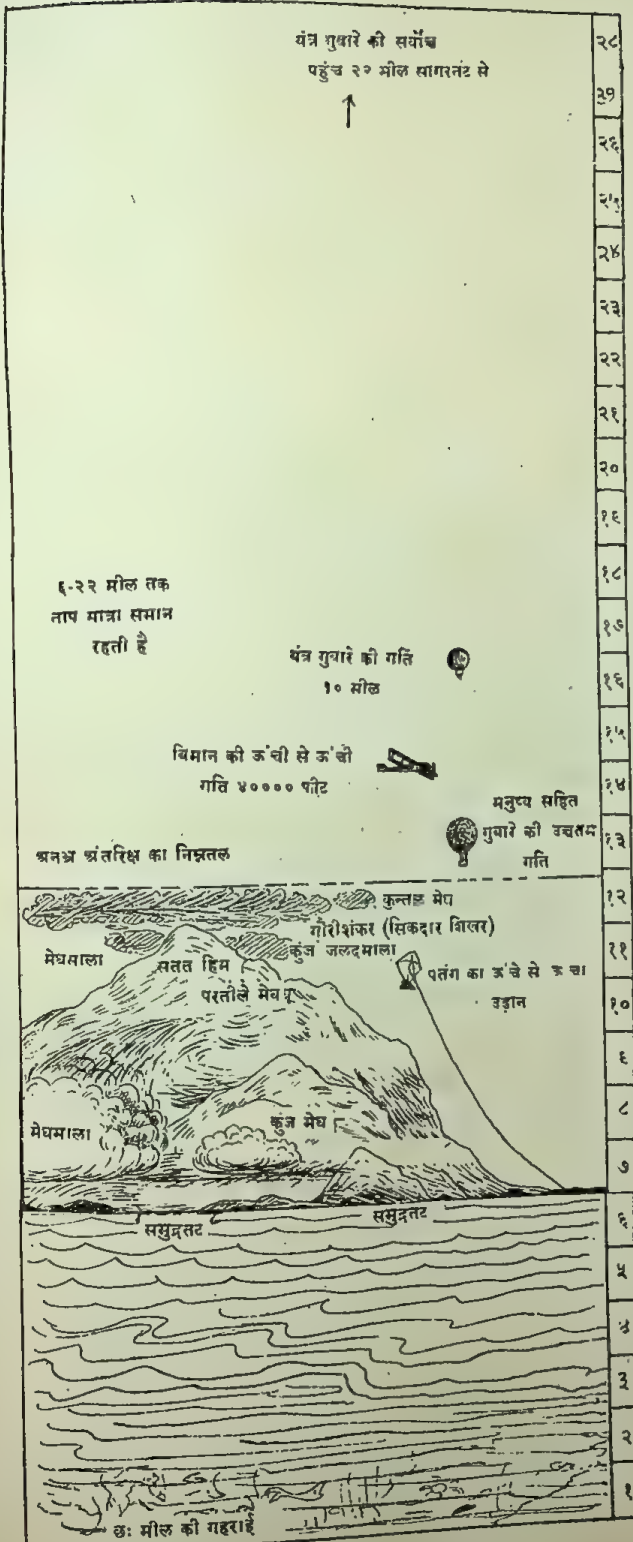 यंत्र गुबारे की सर्वोच्च
पहुंच २२ मील सागरतंट से
२८
२७
२६
२५
२४
२३
२२
२१
२०
१९
१८
१७
१६
१५
१४
१३
१२
११
१०
९
८
७
६
५
४
३
२
१
६-२२ मील तक
ताप मात्रा समान
रहती है
यंत्र गुबारे की गति
१० मील
विमान की ऊंची से ऊंची
गति ४०००० फीट
मनुष्य सहित
गुबारे की उच्चतम
गति
अनभ्र अंतरिक्ष का निम्नतल
कुन्तल मेघ
गौरीशंकर (सिकदार शिखर)
मेघमाला
सतत हिम
कुंज जलदमाला
परतीले मेघ
पतंग का ऊंचे से ऊंचा
उड़ान
मेघमाला
कुंज मेघ
समुद्रतट
समुद्रतट
छः मील की गहराई